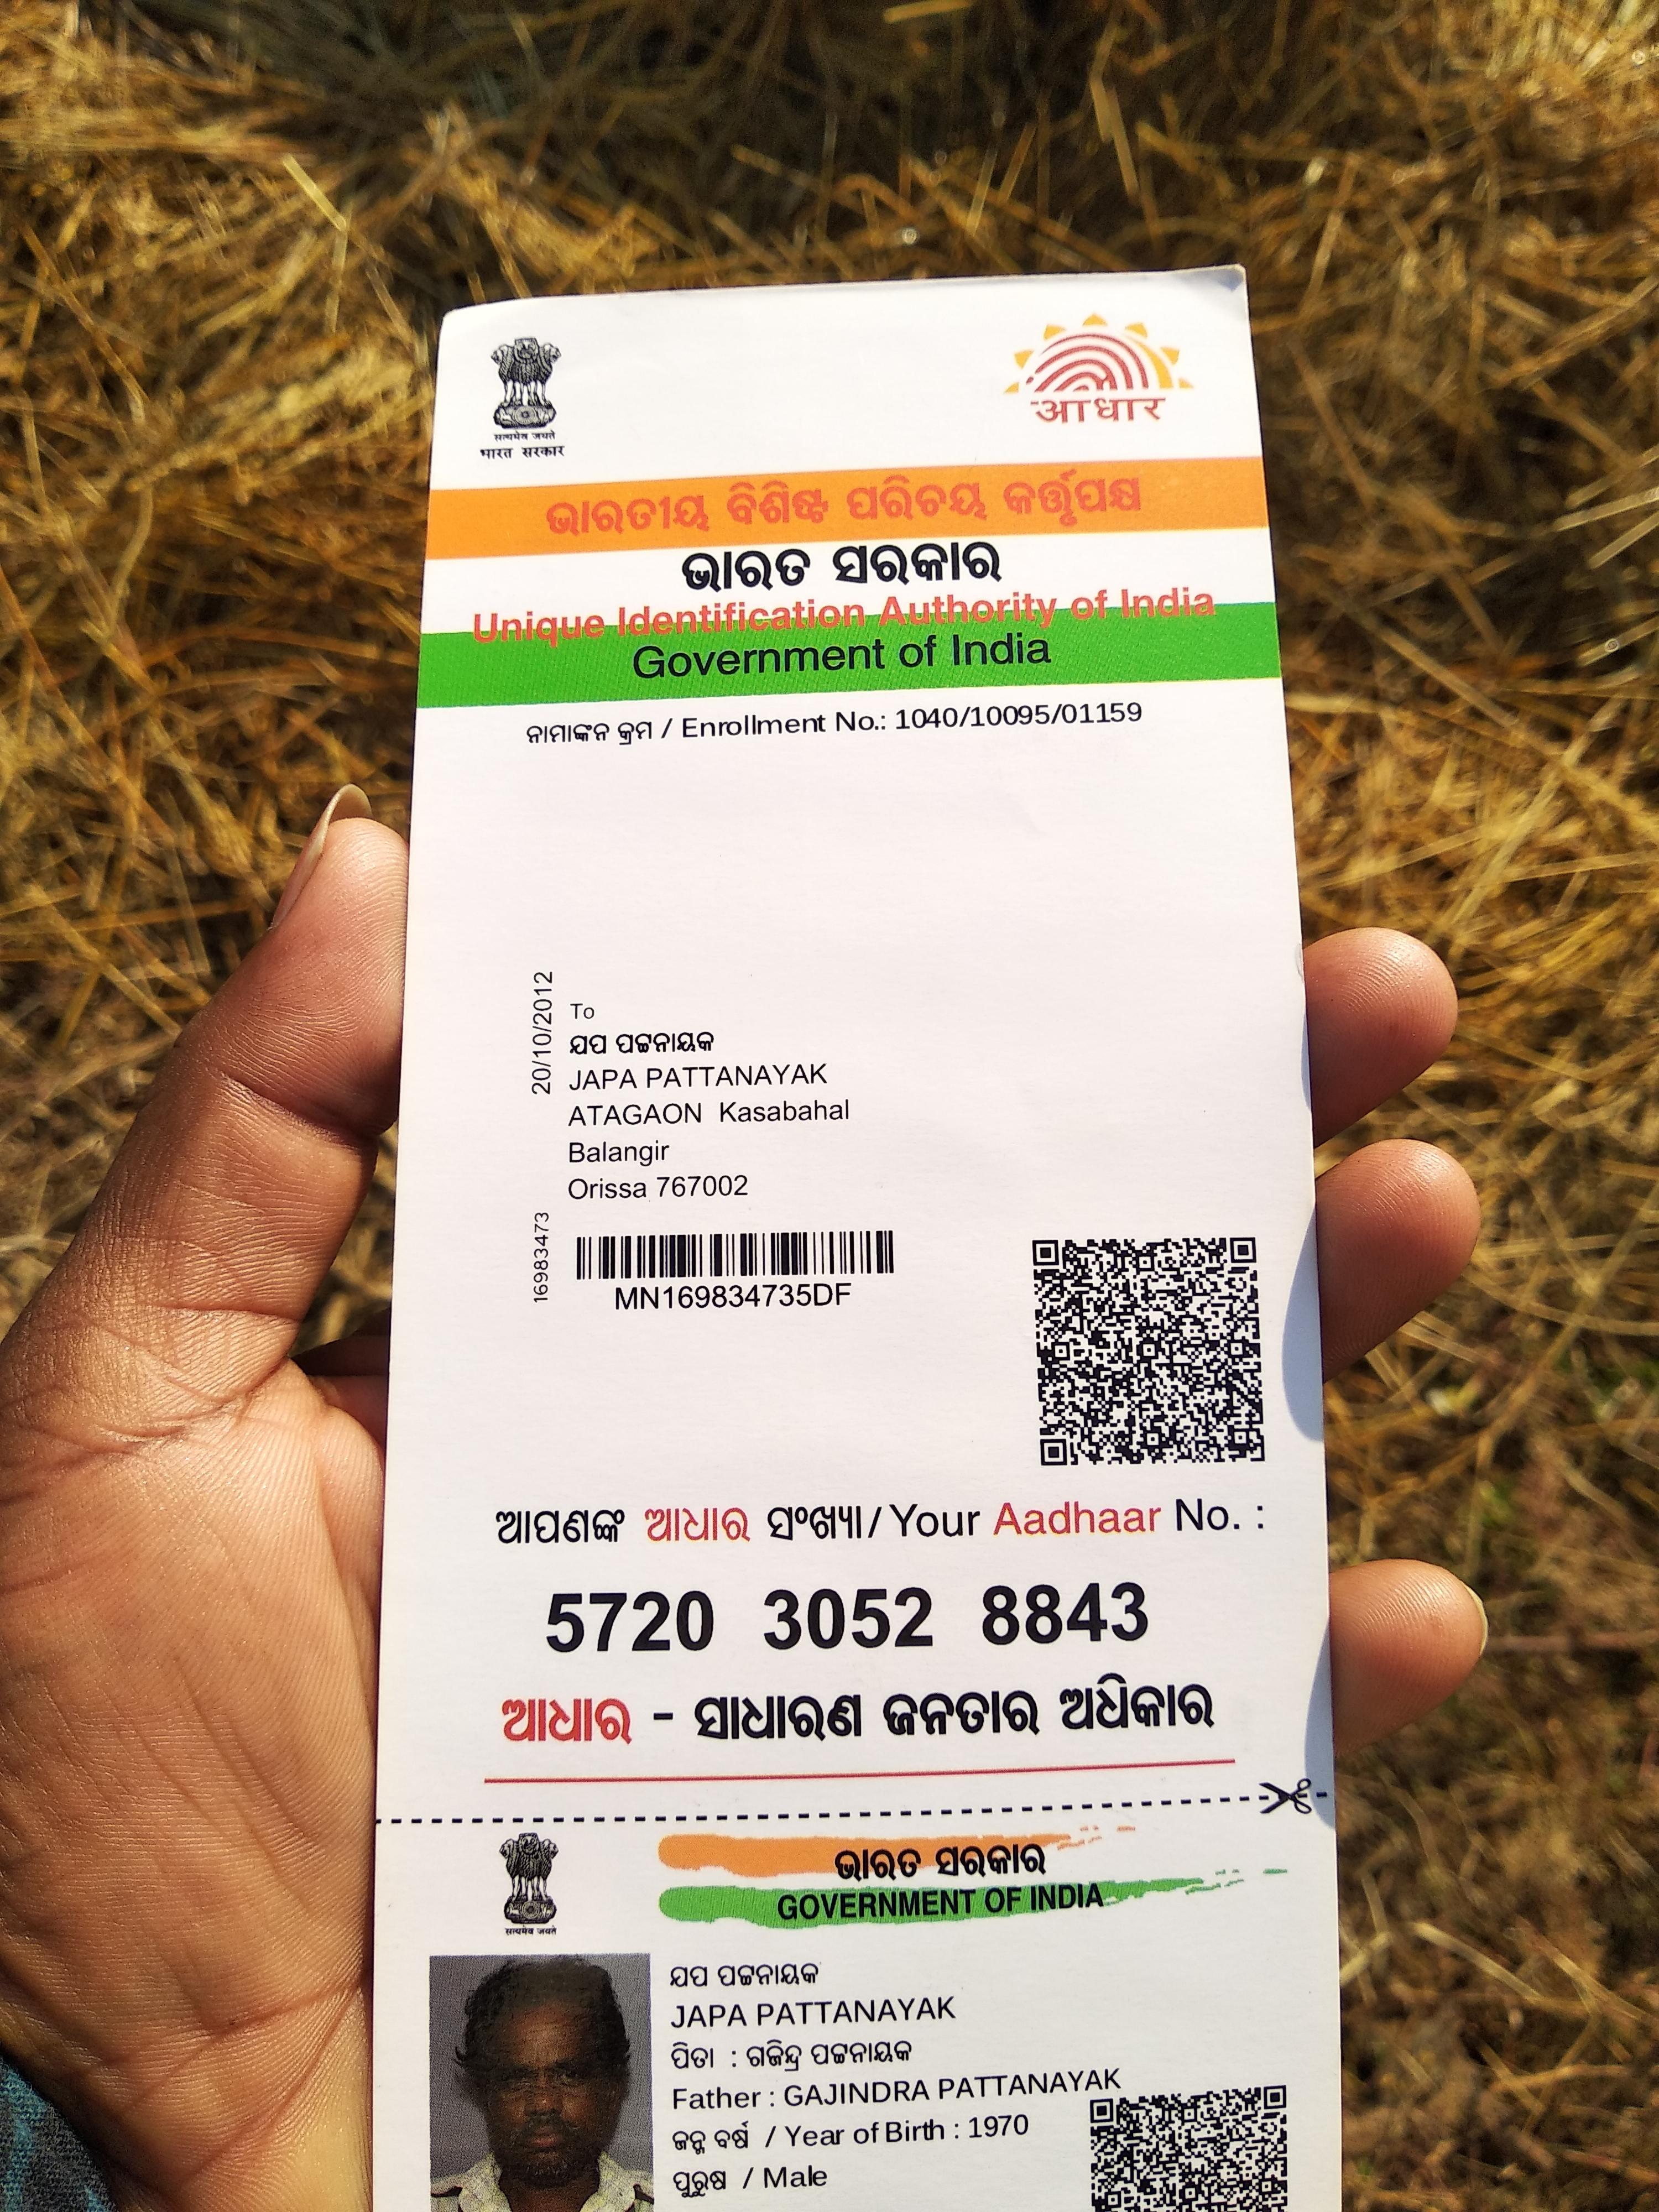 सत्यमेव जयते
भारत सरकार
आधार
ଭାରତୀୟ ବିଶିଷ୍ଟ ପରିଚୟ କର୍ତ୍ତୃପକ୍ଷ
ଭାରତ ସରକାର
Unique Identification Authority of India
Government of India
ନାମାଙ୍କନ କ୍ରମ / Enrollment No.: 1040/10095/01159
20/10/2012
To
ଯପ ପଟ୍ଟନାୟକ
JAPA PATTANAYAK
ATAGAON Kasabahal
Balangir
Orissa 767002
16983473
MN169834735DF
ଆପଣଙ୍କ ଆଧାର ସଂଖ୍ୟା/ Your Aadhaar No. :
5720 3052 8843
ଆଧାର - ସାଧାରଣ ଜନତାର ଅଧିକାର
सत्यमेव जयते
ଭାରତ ସରକାର
GOVERNMENT OF INDIA
ଯପ ପଟ୍ଟନାୟକ
JAPA PATTANAYAK
ପିତା : ଗଜିନ୍ଦ୍ର ପଟ୍ଟନାୟକ
Father : GAJINDRA PATTANAYAK
ଜନ୍ମ ବର୍ଷ / Year of Birth : 1970
ପୁରୁଷ / Male